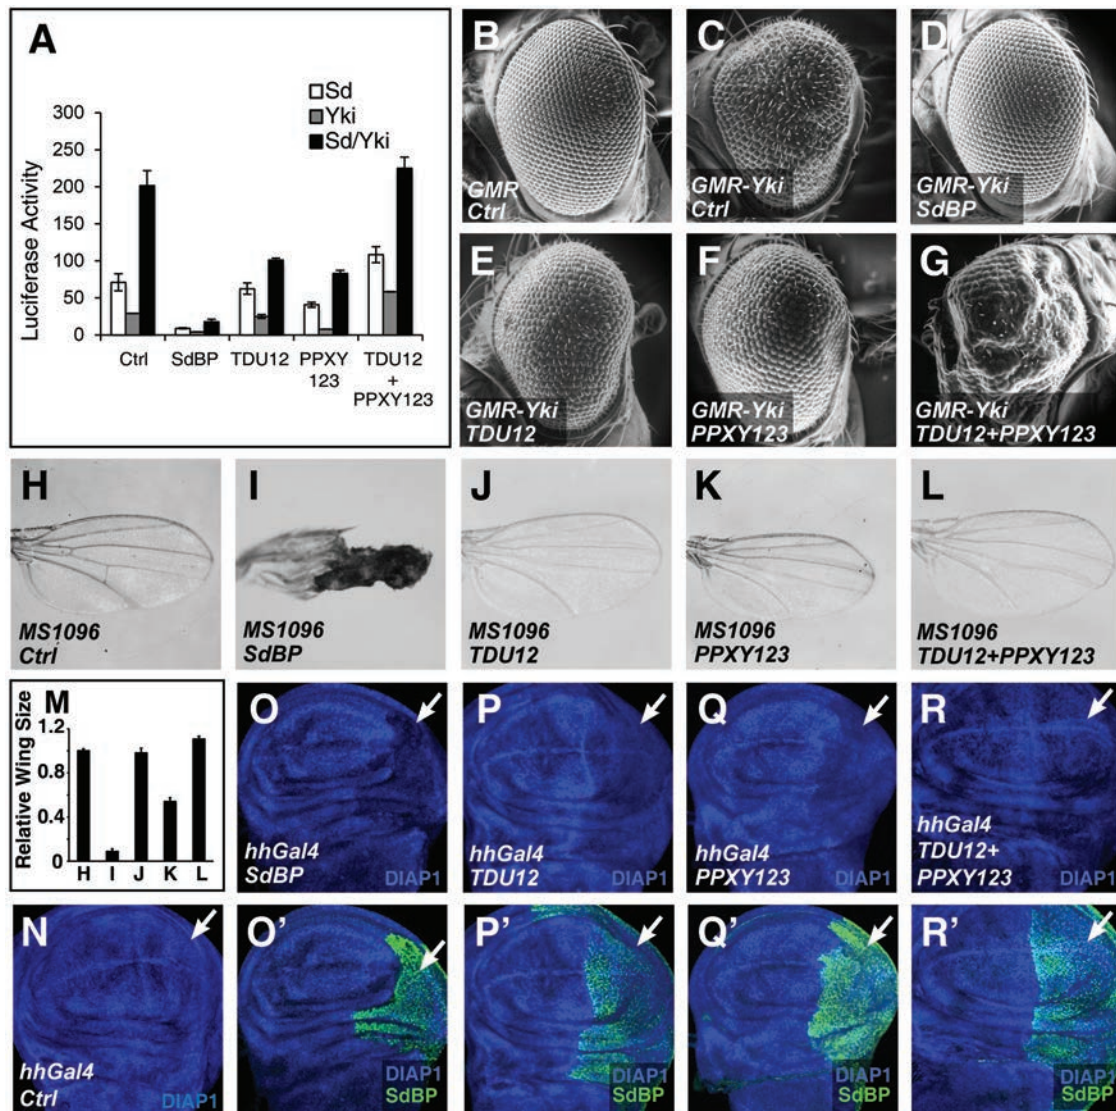 A
Sd
Yki
Sd/Yki
Luciferase Activity
300
250
200
150
100
50
0
Ctrl
SdBP
TDU12
PPXY
123
TDU12
+
PPXY123
B
GMR
Ctrl
C
GMR-Yki
Ctrl
D
GMR-Yki
SdBP
E
GMR-Yki
TDU12
F
GMR-Yki
PPXY123
G
GMR-Yki
TDU12+PPXY123
H
MS1096
Ctrl
I
MS1096
SdBP
J
MS1096
TDU12
K
MS1096
PPXY123
L
MS1096
TDU12+PPXY123
M
Relative Wing Size
1.2
0.8
0.4
0
H I J K L
O
hhGal4
SdBP
DIAP1
P
hhGal4
TDU12
DIAP1
Q
hhGal4
PPXY123
DIAP1
R
hhGal4
TDU12+
PPXY123
DIAP1
N
hhGal4
Ctrl
DIAP1
O'
DIAP1
SdBP
P'
DIAP1
SdBP
Q'
DIAP1
SdBP
R'
DIAP1
SdBP